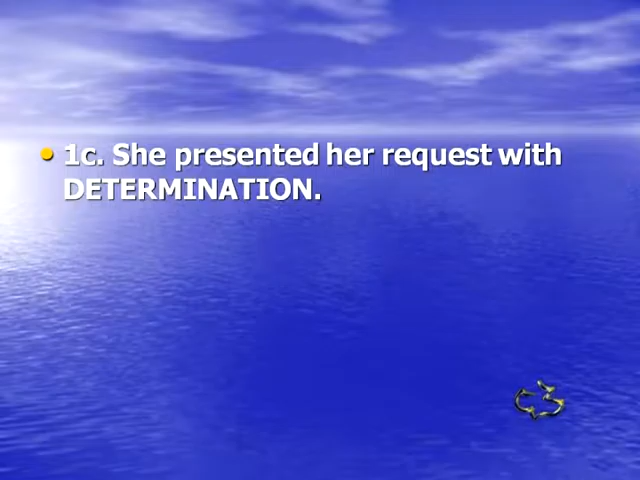 • 1c. She presented her request with
DETERMINATION.